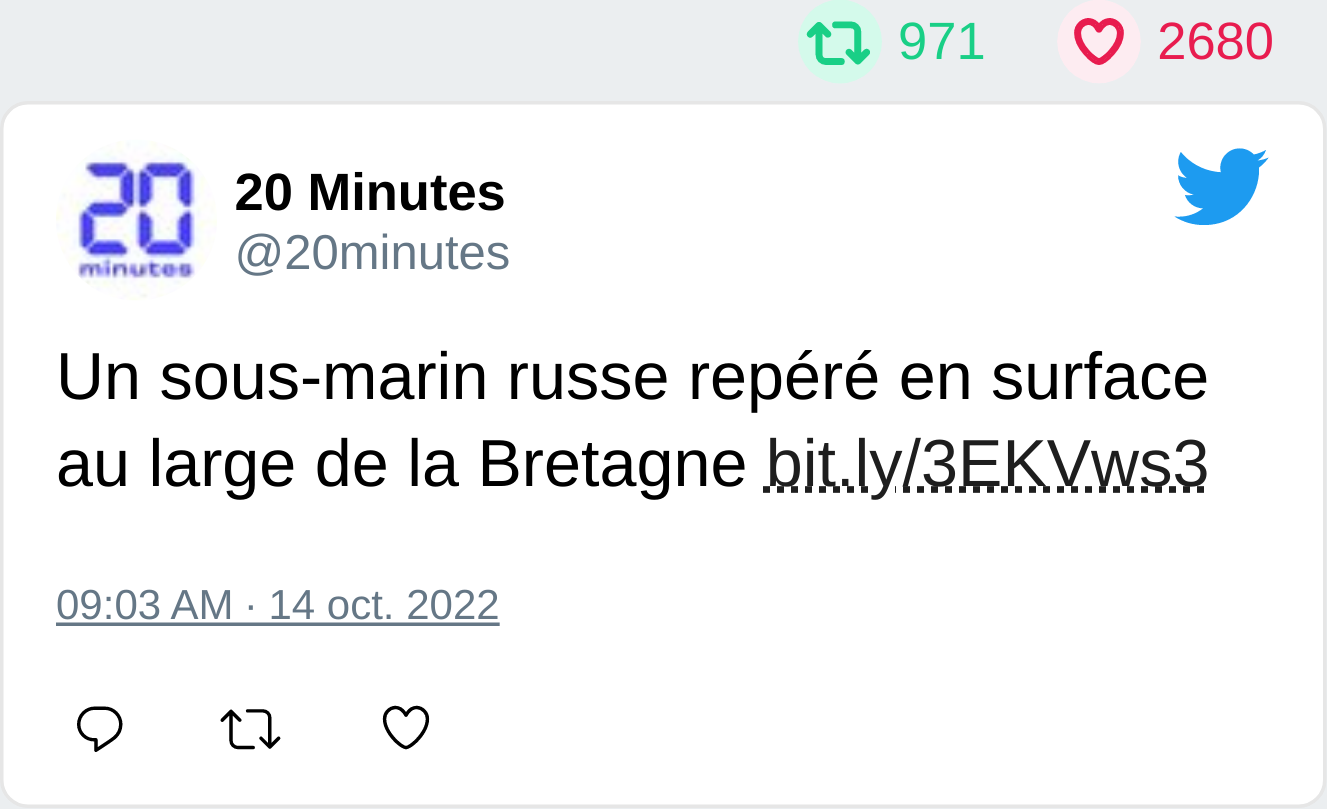 971 2680
20 minutes
20 Minutes
@20minutes
Un sous-marin russe repéré en surface
au large de la Bretagne bit.ly/3EKVws3
09:03 AM · 14 oct. 2022